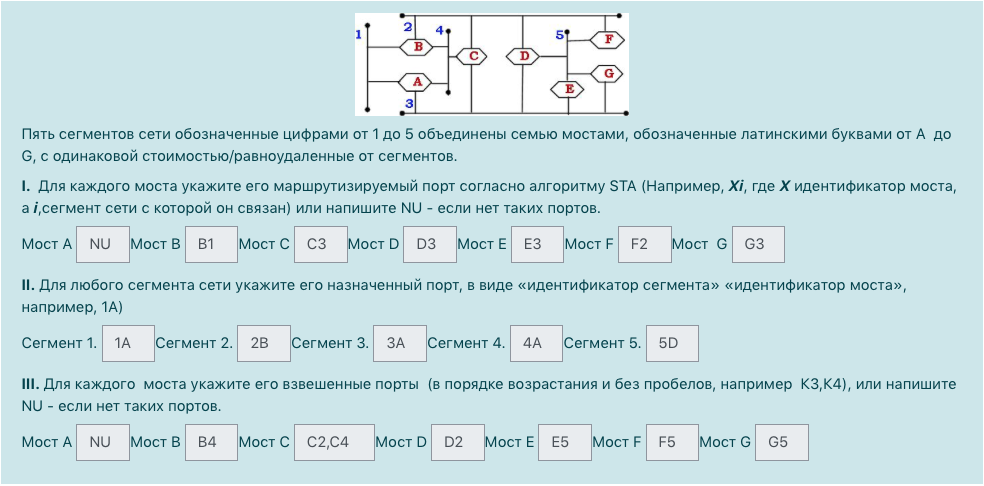 2
1
4
5
F
B
C
D
G
A
E
3
Пять сегментов сети обозначенные цифрами от 1 до 5 объединены семью мостами, обозначенные латинскими буквами от A до
G, с одинаковой стоимостью/равноудаленные от сегментов.
I. Для каждого моста укажите его маршрутизируемый порт согласно алгоритму STA (Например, Xi, где X идентификатор моста,
а i,сегмент сети с которой он связан) или напишите NU - если нет таких портов.
Мост A NU Мост B B1 Мост C C3 Мост D D3 Мост E E3 Мост F F2 Мост G G3
II. Для любого сегмента сети укажите его назначенный порт, в виде «идентификатор сегмента» «идентификатор моста»,
например, 1A)
Сегмент 1. 1A Сегмент 2. 2B Сегмент 3. 3A Сегмент 4. 4A Сегмент 5. 5D
III. Для каждого моста укажите его взвешенные порты (в порядке возрастания и без пробелов, например K3,K4), или напишите
NU - если нет таких портов.
Мост A NU Мост B B4 Мост C C2,C4 Мост D D2 Мост E E5 Мост F F5 Мост G G5